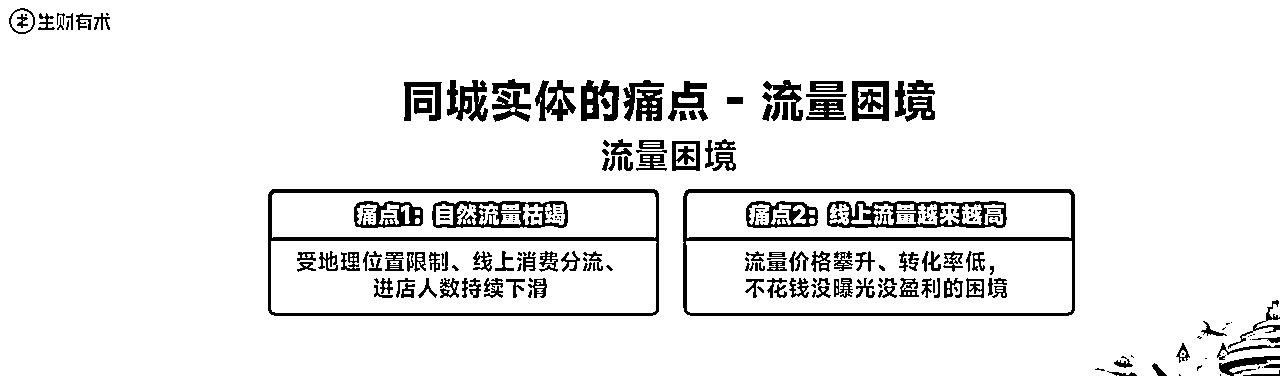 生财有术
同城实体的痛点 - 流量困境
流量困境
痛点1：自然流量枯竭
受地理位置限制、线上消费分流、
进店人数持续下滑
痛点2：线上流量越来越高
流量价格攀升、转化率低，
不花钱没曝光没盈利的困境